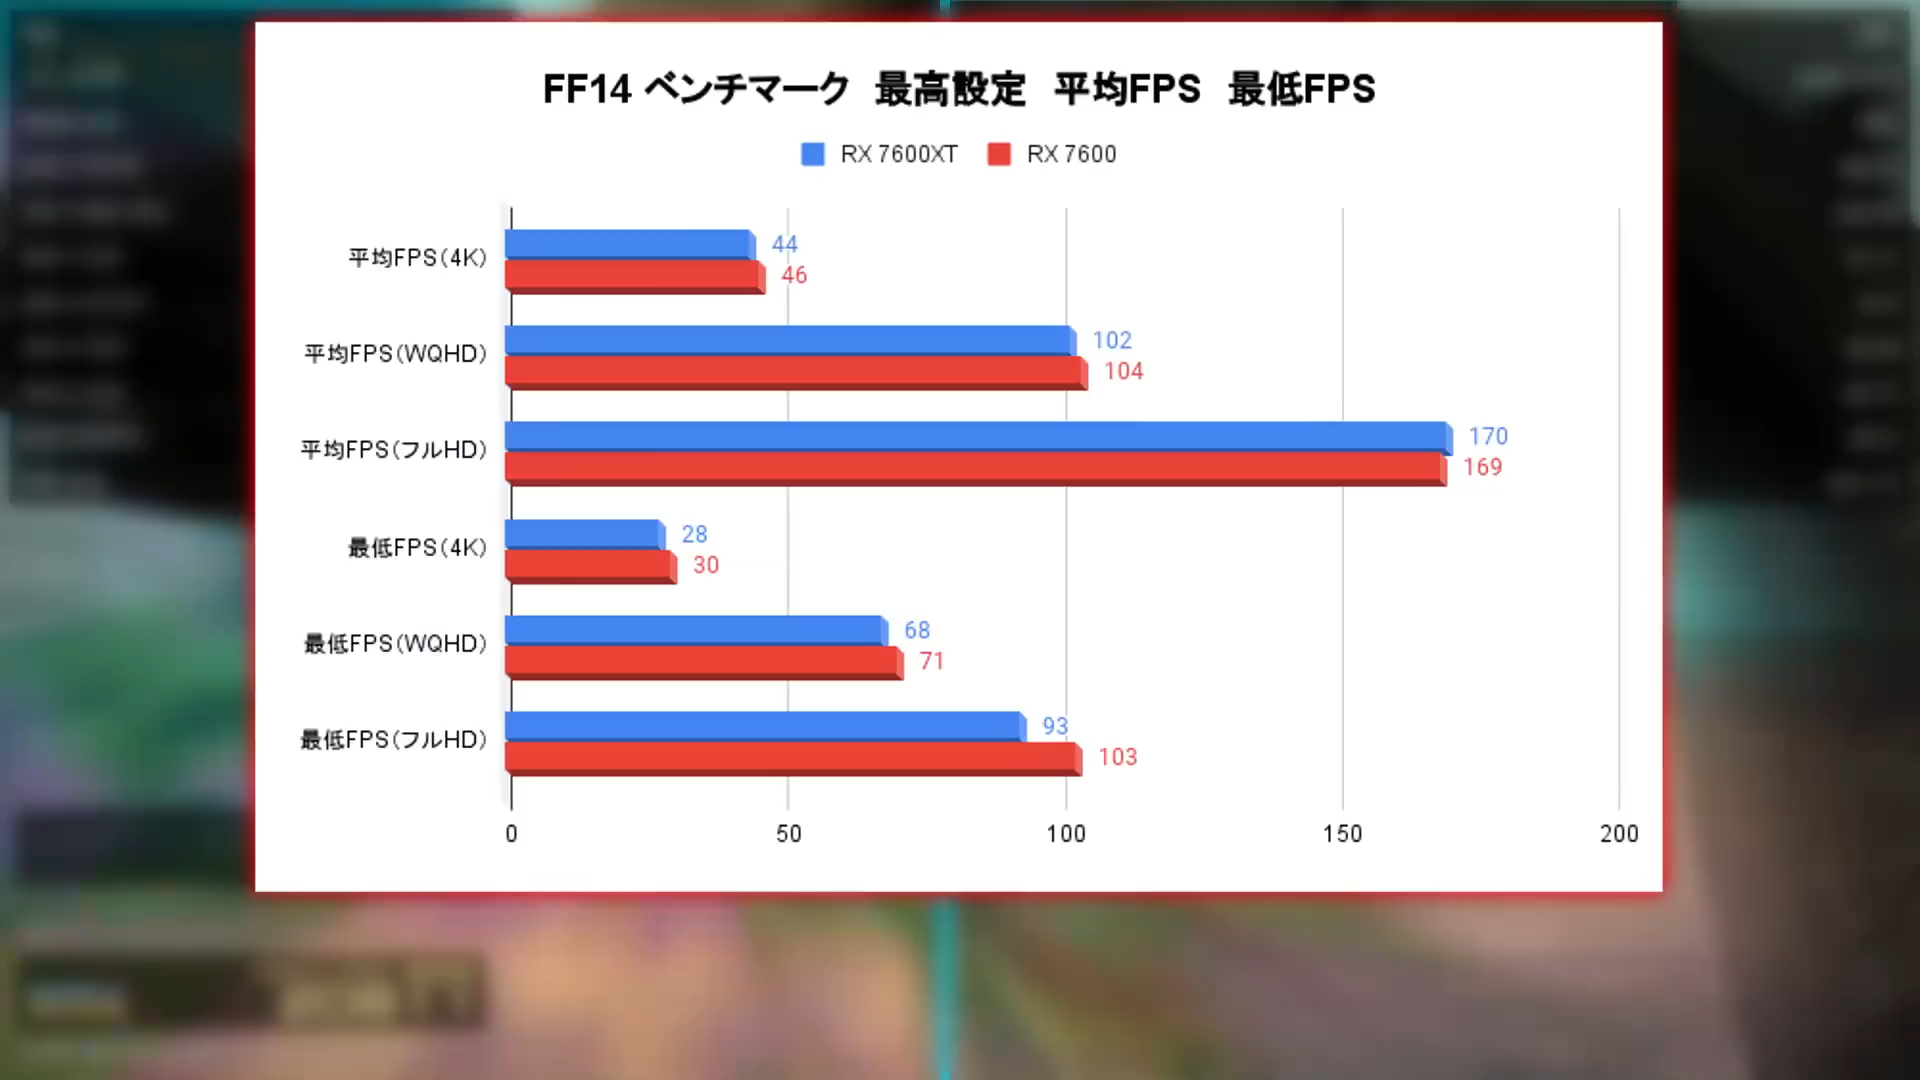 FF14 ベンチマーク　最高設定　平均FPS　最低FPS
RX 7600XT RX 7600
平均FPS（4K） 44
46
平均FPS（WQHD） 102
104
平均FPS（フルHD） 170
169
最低FPS（4K） 28
30
最低FPS（WQHD） 68
71
最低FPS（フルHD） 93
103
0 50 100 150 200